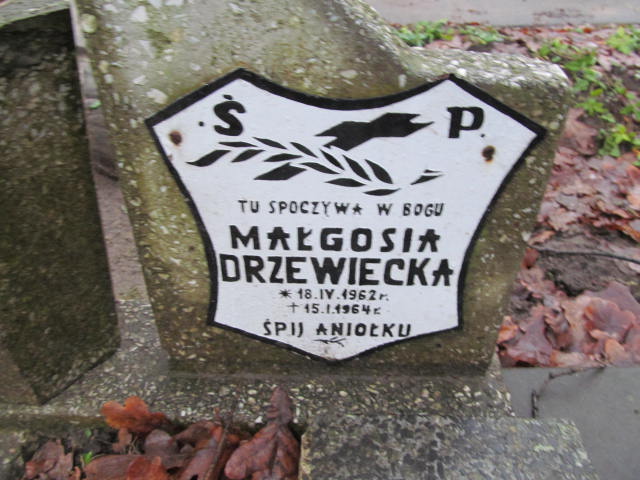 Ś P.
TU SPOCZYWA W BOGU
MAŁGOSIA
DRZEWIECKA
* 18.IV.1962 r.
† 15.I.1964 r.
ŚPIJ ANIOŁKU